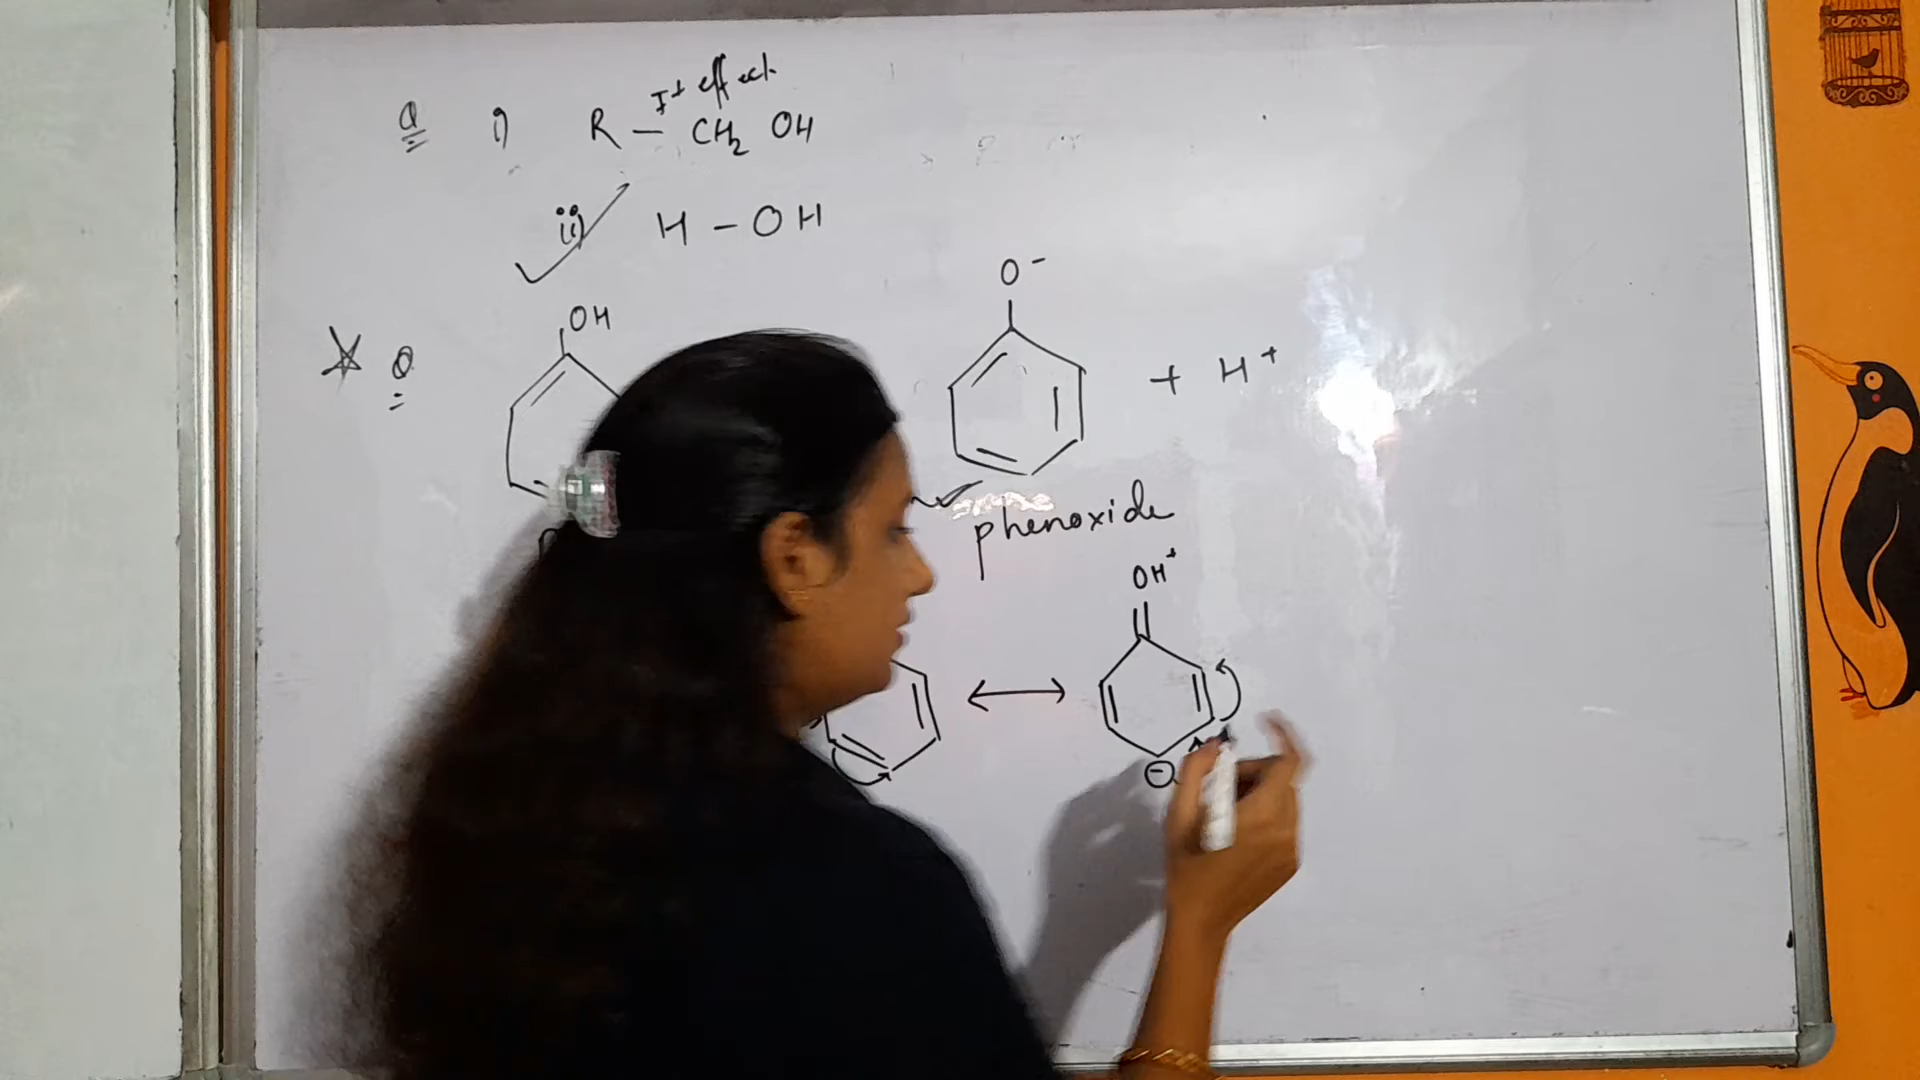 I⁺ effect
Q i) R — CH₂ OH
ii) H – OH
O⁻
OH
Q
+ H⁺
phenoxide
OH⁺
⊖